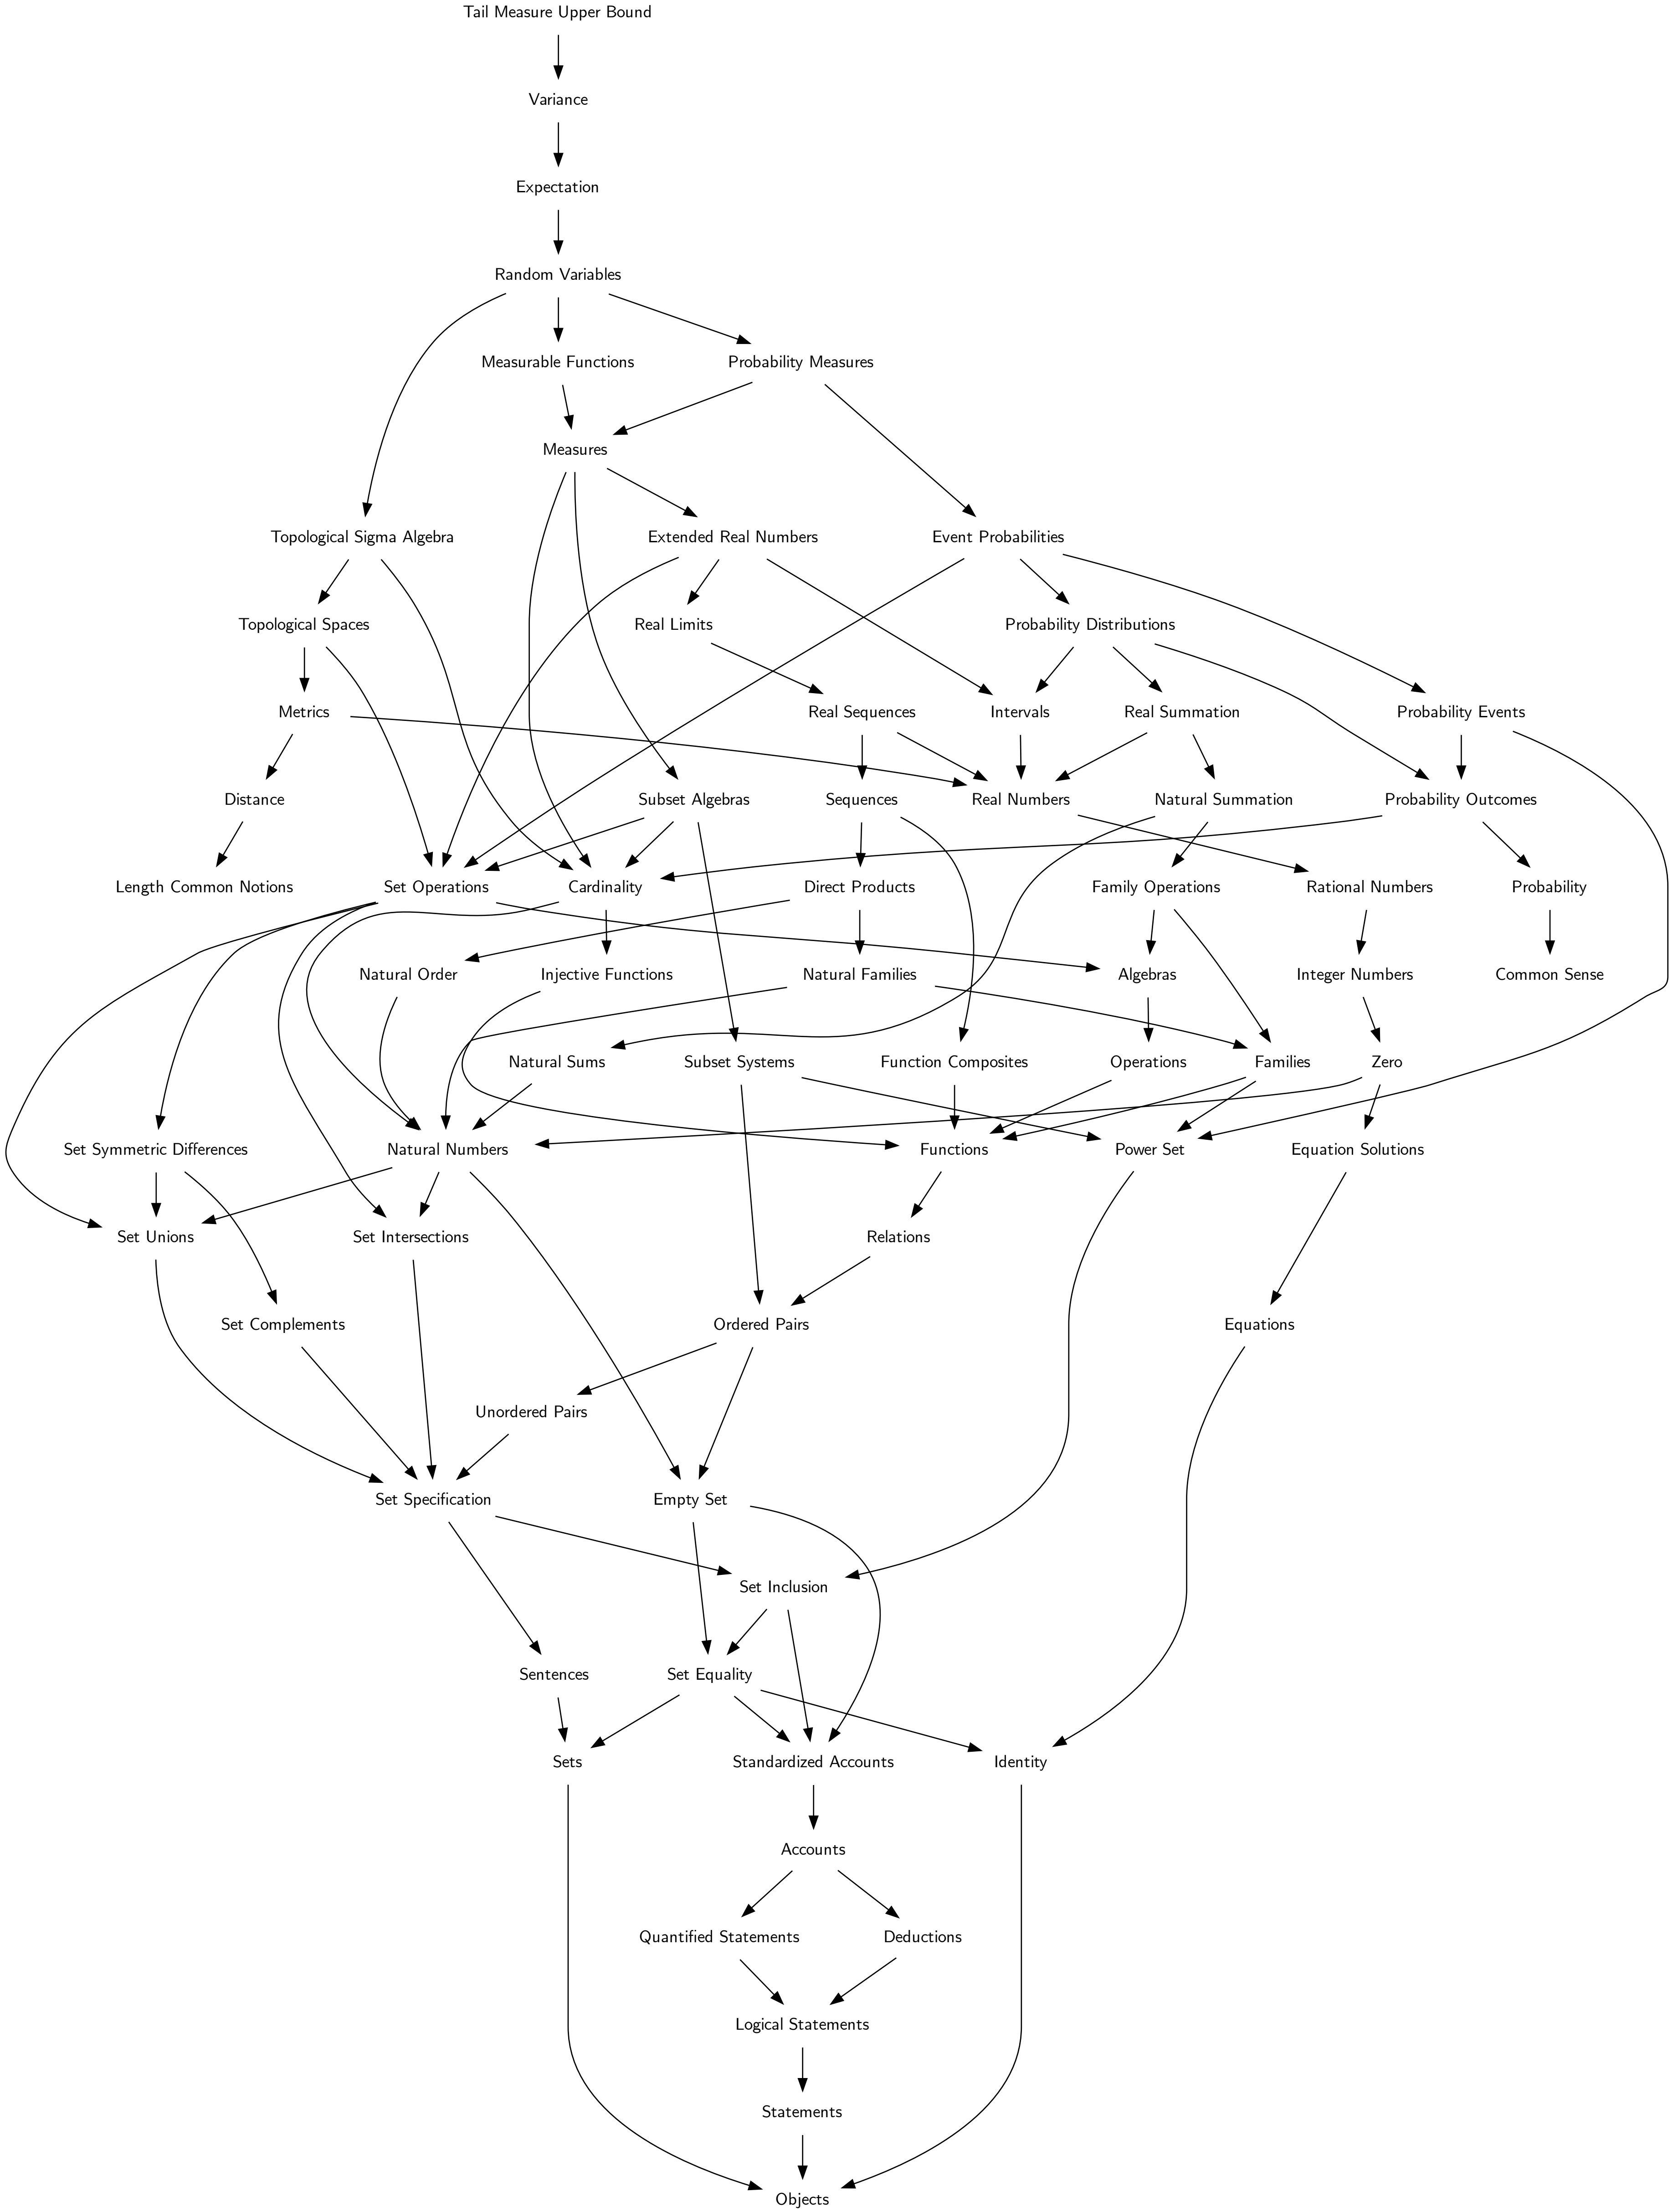 Tail Measure Upper Bound
Variance
Expectation
Random Variables
Measurable Functions
Probability Measures
Measures
Topological Sigma Algebra
Extended Real Numbers
Event Probabilities
Topological Spaces
Real Limits
Probability Distributions
Metrics
Real Sequences
Intervals
Real Summation
Probability Events
Distance
Subset Algebras
Sequences
Real Numbers
Natural Summation
Probability Outcomes
Length Common Notions
Set Operations
Cardinality
Direct Products
Family Operations
Rational Numbers
Probability
Natural Order
Injective Functions
Natural Families
Algebras
Integer Numbers
Common Sense
Natural Sums
Subset Systems
Function Composites
Operations
Families
Zero
Set Symmetric Differences
Natural Numbers
Functions
Power Set
Equation Solutions
Set Unions
Set Intersections
Relations
Set Complements
Ordered Pairs
Equations
Unordered Pairs
Set Specification
Empty Set
Set Inclusion
Sentences
Set Equality
Sets
Standardized Accounts
Identity
Accounts
Quantified Statements
Deductions
Logical Statements
Statements
Objects